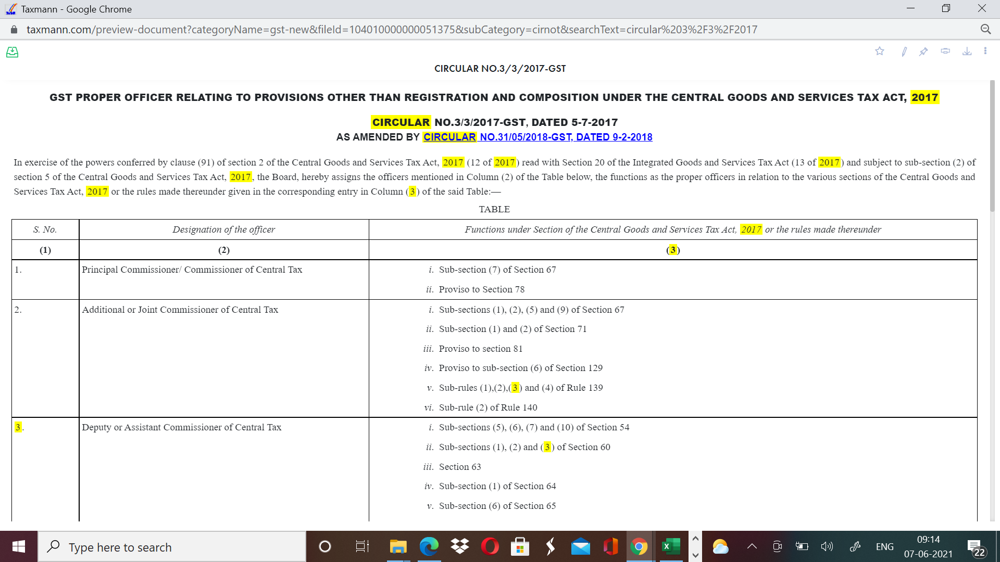 Taxmann - Google Chrome
taxmann.com/preview-document?categoryName=gst-new&fileId=104010000000051375&subCategory=cirnot&searchText=circular%203%2F3%2F2017
CIRCULAR NO.3/3/2017-GST
GST PROPER OFFICER RELATING TO PROVISIONS OTHER THAN REGISTRATION AND COMPOSITION UNDER THE CENTRAL GOODS AND SERVICES TAX ACT, 2017
CIRCULAR NO.3/3/2017-GST, DATED 5-7-2017
AS AMENDED BY CIRCULAR NO.31/05/2018-GST, DATED 9-2-2018
In exercise of the powers conferred by clause (91) of section 2 of the Central Goods and Services Tax Act, 2017 (12 of 2017) read with Section 20 of the Integrated Goods and Services Tax Act (13 of 2017) and subject to sub-section (2) of
section 5 of the Central Goods and Services Tax Act, 2017, the Board, hereby assigns the officers mentioned in Column (2) of the Table below, the functions as the proper officers in relation to the various sections of the Central Goods and
Services Tax Act, 2017 or the rules made thereunder given in the corresponding entry in Column (3) of the said Table:—
TABLE
S. No. Designation of the officer Functions under Section of the Central Goods and Services Tax Act, 2017 or the rules made thereunder
(1) (2) (3)
1. Principal Commissioner/ Commissioner of Central Tax i. Sub-section (7) of Section 67
ii. Proviso to Section 78
2. Additional or Joint Commissioner of Central Tax i. Sub-sections (1), (2), (5) and (9) of Section 67
ii. Sub-section (1) and (2) of Section 71
iii. Proviso to section 81
iv. Proviso to sub-section (6) of Section 129
v. Sub-rules (1),(2),(3) and (4) of Rule 139
vi. Sub-rule (2) of Rule 140
3. Deputy or Assistant Commissioner of Central Tax i. Sub-sections (5), (6), (7) and (10) of Section 54
ii. Sub-sections (1), (2) and (3) of Section 60
iii. Section 63
iv. Sub-section (1) of Section 64
v. Sub-section (6) of Section 65
Type here to search
ENG
09:14
07-06-2021
22